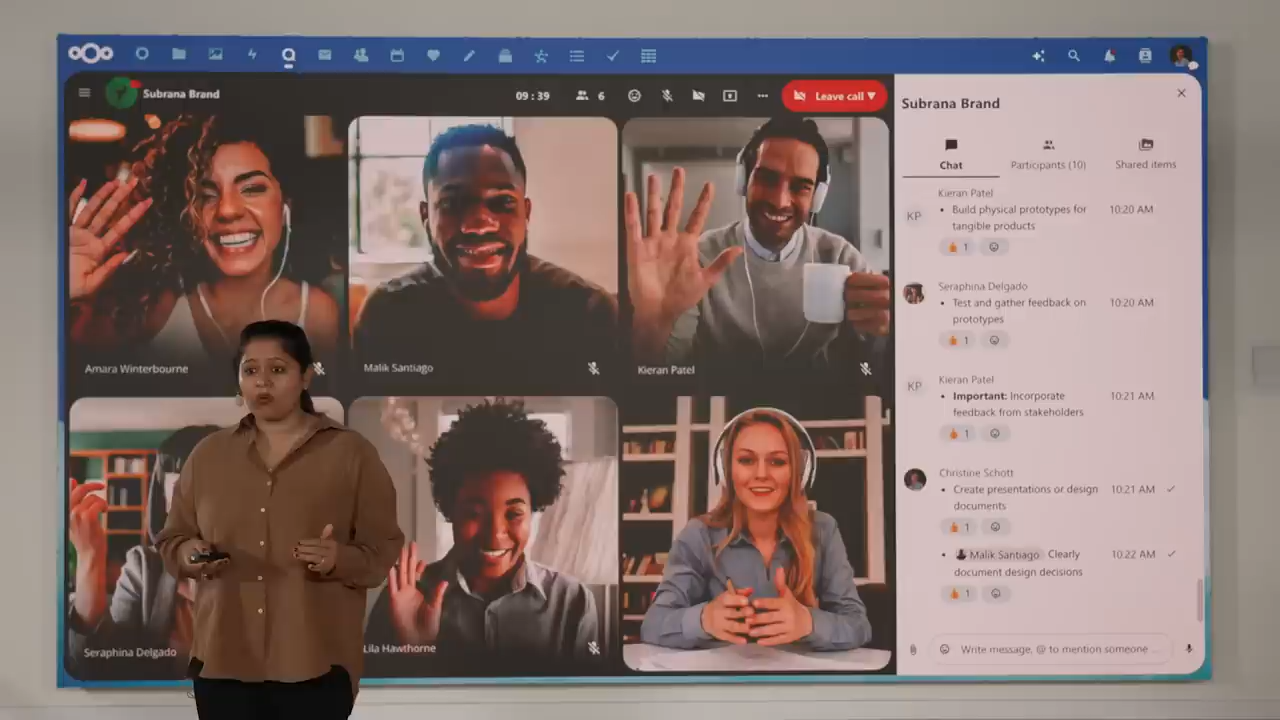 Subrana Brand
09 : 39
6
Leave call
Amara Winterbourne
Malik Santiago
Kieran Patel
Seraphina Delgado
Lila Hawthorne
Subrana Brand
Chat
Participants (10)
Shared items
Kieran Patel
KP
• Build physical prototypes for
tangible products
10:20 AM
1
Seraphina Delgado
• Test and gather feedback on
prototypes
10:20 AM
1
Kieran Patel
KP
• Important: Incorporate
feedback from stakeholders
10:21 AM
1
Christine Schott
• Create presentations or design
documents
10:21 AM
1
• Malik Santiago Clearly
document design decisions
10:22 AM
1
Write message, @ to mention someone ...